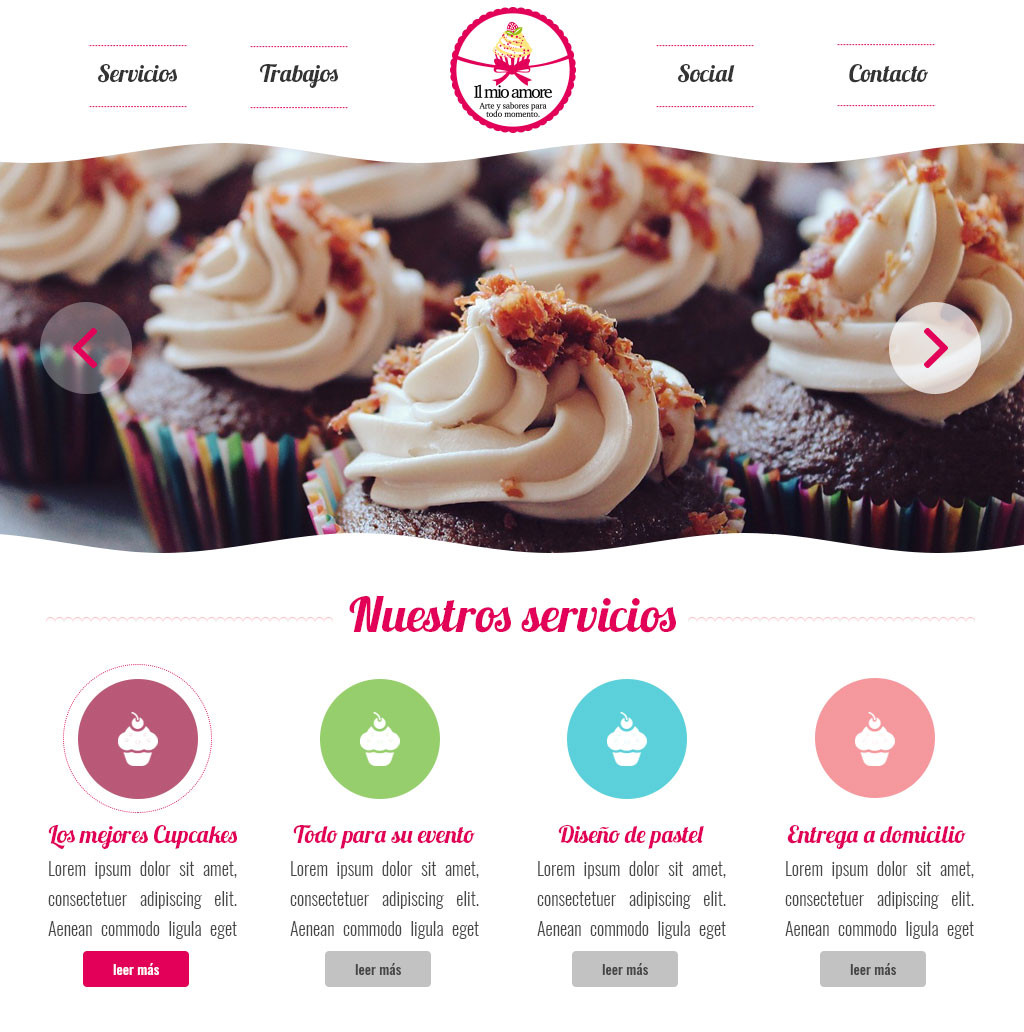 Servicios
Trabajos
Il mio amore
Arte y sabores para
todo momento.
Social
Contacto
Nuestros servicios
Los mejores Cupcakes
Lorem ipsum dolor sit amet,
consectetuer adipiscing elit.
Aenean commodo ligula eget
leer más
Todo para su evento
Lorem ipsum dolor sit amet,
consectetuer adipiscing elit.
Aenean commodo ligula eget
leer más
Diseño de pastel
Lorem ipsum dolor sit amet,
consectetuer adipiscing elit.
Aenean commodo ligula eget
leer más
Entrega a domicilio
Lorem ipsum dolor sit amet,
consectetuer adipiscing elit.
Aenean commodo ligula eget
leer más